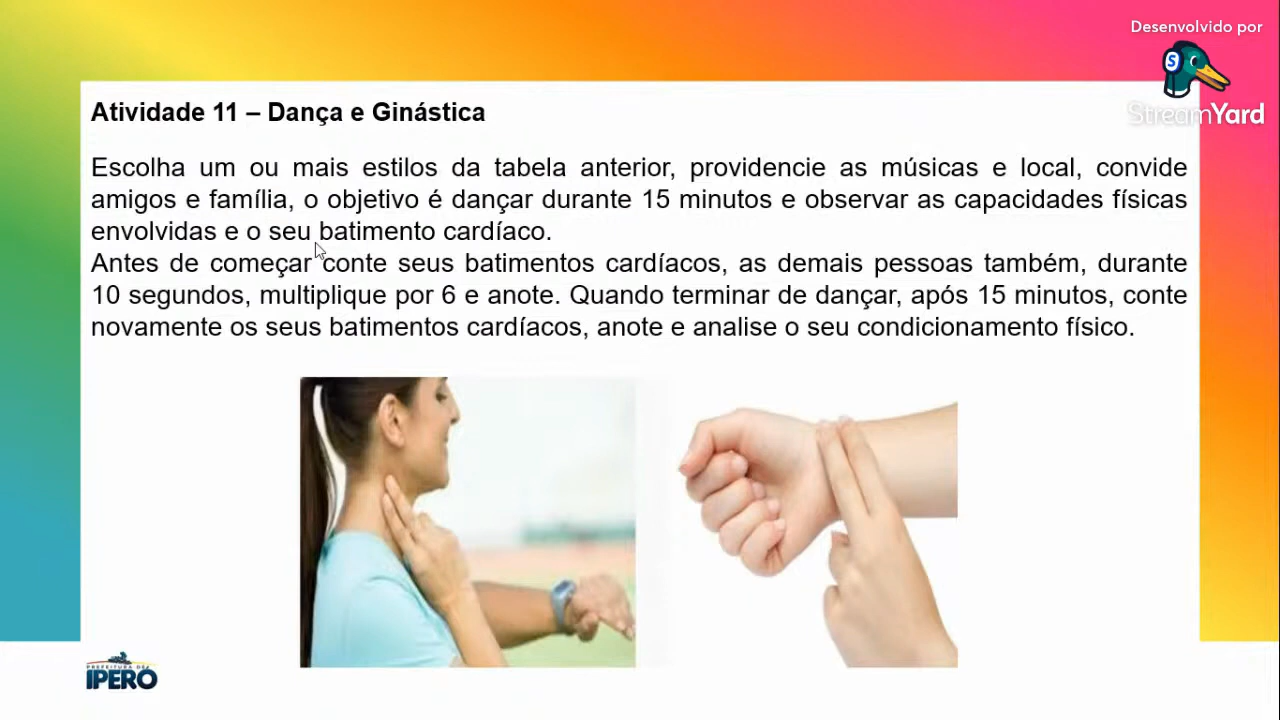 Desenvolvido por
StreamYard
Atividade 11 – Dança e Ginástica
Escolha um ou mais estilos da tabela anterior, providencie as músicas e local, convide
amigos e família, o objetivo é dançar durante 15 minutos e observar as capacidades físicas
envolvidas e o seu batimento cardíaco.
Antes de começar conte seus batimentos cardíacos, as demais pessoas também, durante
10 segundos, multiplique por 6 e anote. Quando terminar de dançar, após 15 minutos, conte
novamente os seus batimentos cardíacos, anote e analise o seu condicionamento físico.
PREFEITURA DE
IPERÓ